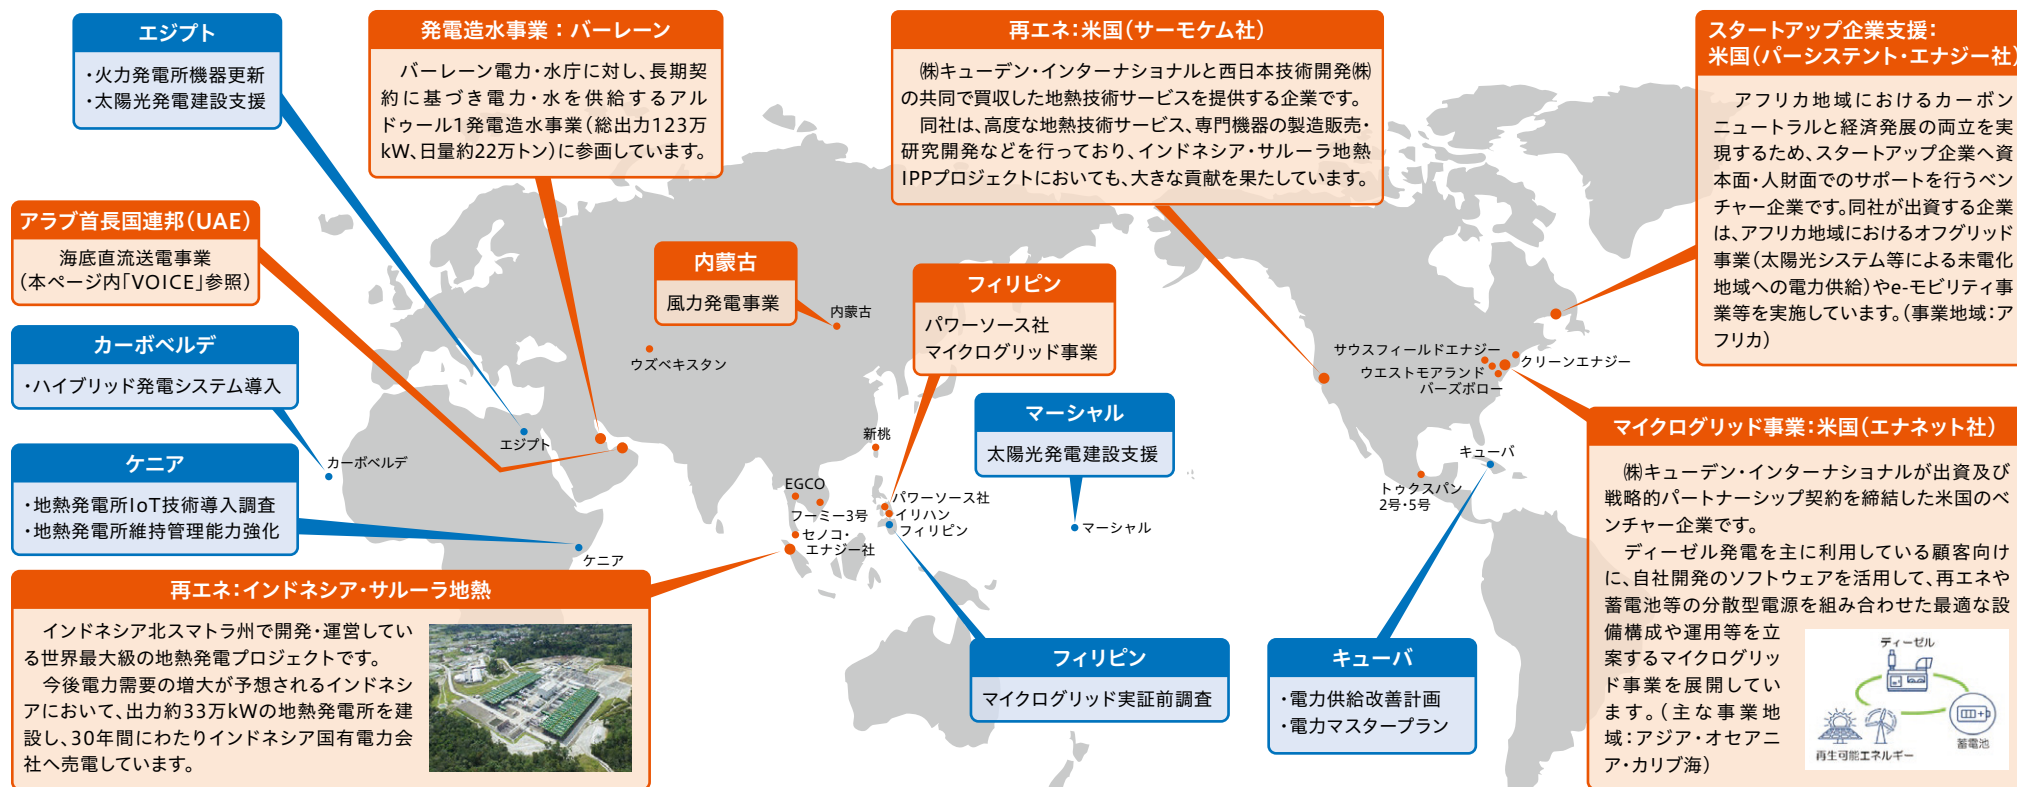 エジプト
・火力発電所機器更新
・太陽光発電建設支援
発電造水事業：バーレーン
バーレーン電力・水庁に対し、長期契
約に基づき電力・水を供給するアル
ドゥール1発電造水事業（総出力123万
kW、日量約22万トン）に参画しています。
再エネ：米国（サーモケム社）
㈱キューデン・インターナショナルと西日本技術開発㈱
の共同で買収した地熱技術サービスを提供する企業です。
同社は、高度な地熱技術サービス、専門機器の製造販売・
研究開発などを行っており、インドネシア・サルーラ地熱
IPPプロジェクトにおいても、大きな貢献を果たしています。
スタートアップ企業支援：
米国（パーシステント・エナジー社）
アフリカ地域におけるカーボン
ニュートラルと経済発展の両立を実
現するため、スタートアップ企業へ資
本面・人財面でのサポートを行うベン
チャー企業です。同社が出資する企業
は、アフリカ地域におけるオフグリッド
事業（太陽光システム等による未電化
地域への電力供給）やe-モビリティ事
業等を実施しています。（事業地域：ア
フリカ）
アラブ首長国連邦（UAE）
海底直流送電事業
（本ページ内「VOICE」参照）
内蒙古
風力発電事業
フィリピン
パワーソース社
マイクログリッド事業
カーボベルデ
・ハイブリッド発電システム導入
マーシャル
太陽光発電建設支援
ケニア
・地熱発電所IoT技術導入調査
・地熱発電所維持管理能力強化
内蒙古
ウズベキスタン
エジプト
カーボベルデ
ケニア
新桃
EGCO
フーミー3号
セノコ・
エナジー社
パワーソース社
イリハン
フィリピン
マーシャル
サウスフィールドエナジー
ウエストモアランド
バーズボロー
クリーンエナジー
キューバ
トゥクスパン
2号・5号
マイクログリッド事業：米国（エナネット社）
㈱キューデン・インターナショナルが出資及び
戦略的パートナーシップ契約を締結した米国のベ
ンチャー企業です。
ディーゼル発電を主に利用している顧客向け
に、自社開発のソフトウェアを活用して、再エネや
蓄電池等の分散型電源を組み合わせた最適な設
備構成や運用等を立
案するマイクログリッ
ド事業を展開してい
ます。（主な事業地
域：アジア・オセアニ
ア・カリブ海）
ディーゼル
蓄電池
再生可能エネルギー
再エネ：インドネシア・サルーラ地熱
インドネシア北スマトラ州で開発・運営してい
る世界最大級の地熱発電プロジェクトです。
今後電力需要の増大が予想されるインドネシ
アにおいて、出力約33万kWの地熱発電所を建
設し、30年間にわたりインドネシア国有電力会
社へ売電しています。
フィリピン
マイクログリッド実証前調査
キューバ
・電力供給改善計画
・電力マスタープラン